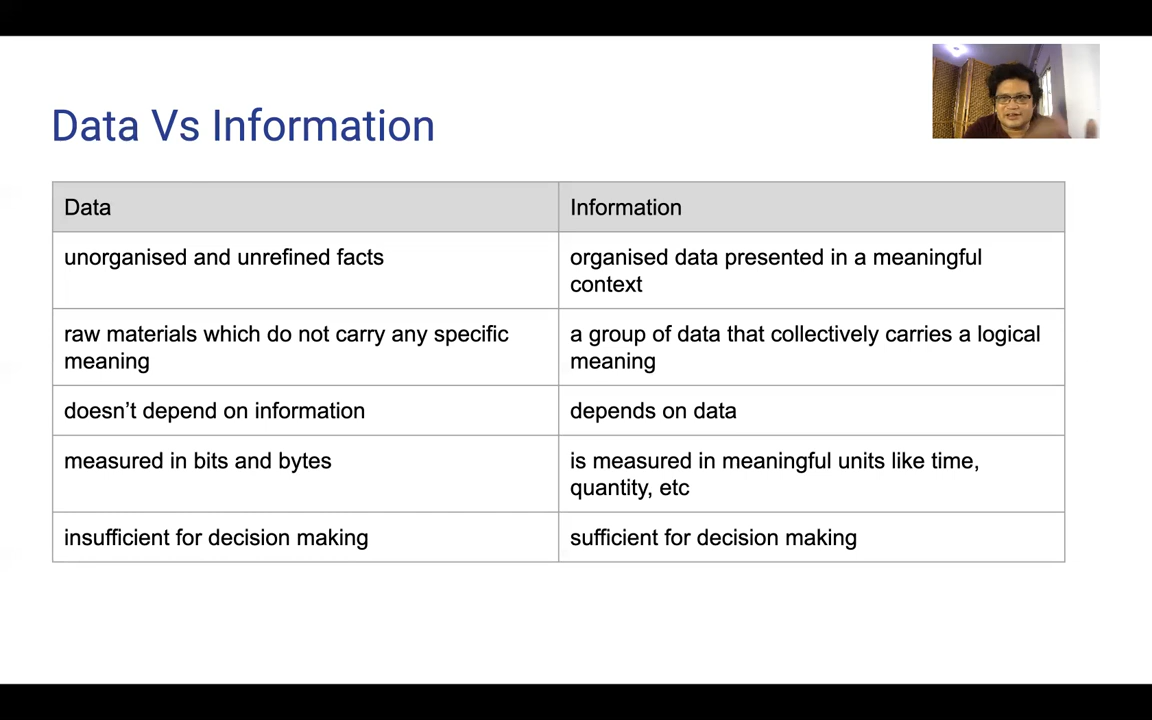 Data Vs Information
Data
Information
unorganised and unrefined facts
organised data presented in a meaningful
context
raw materials which do not carry any specific
meaning
a group of data that collectively carries a logical
meaning
doesn’t depend on information
depends on data
measured in bits and bytes
is measured in meaningful units like time,
quantity, etc
insufficient for decision making
sufficient for decision making